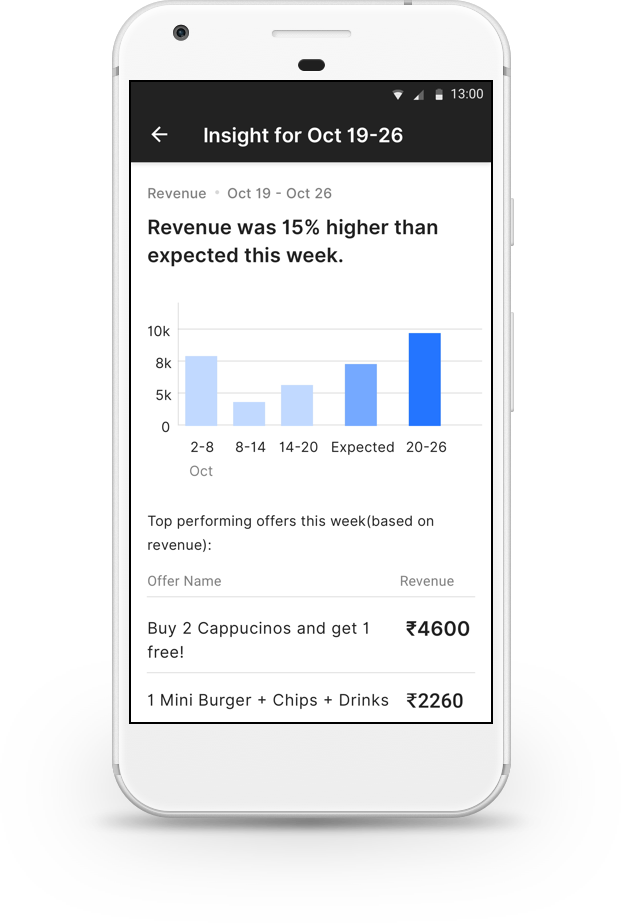 13:00
Insight for Oct 19-26
Revenue • Oct 19 - Oct 26
Revenue was 15% higher than
expected this week.
10k
8k
5k
0
2-8 8-14 14-20 Expected 20-26
Oct
Top performing offers this week(based on
revenue):
Offer Name Revenue
Buy 2 Cappucinos and get 1 ₹4600
free!
1 Mini Burger + Chips + Drinks ₹2260